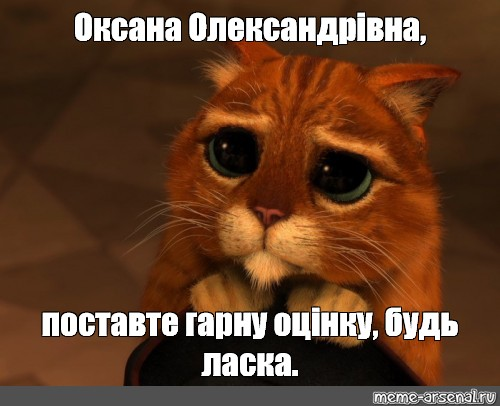 Оксана Олександрівна,
поставте гарну оцінку, будь
ласка.
meme-arsenal.ru